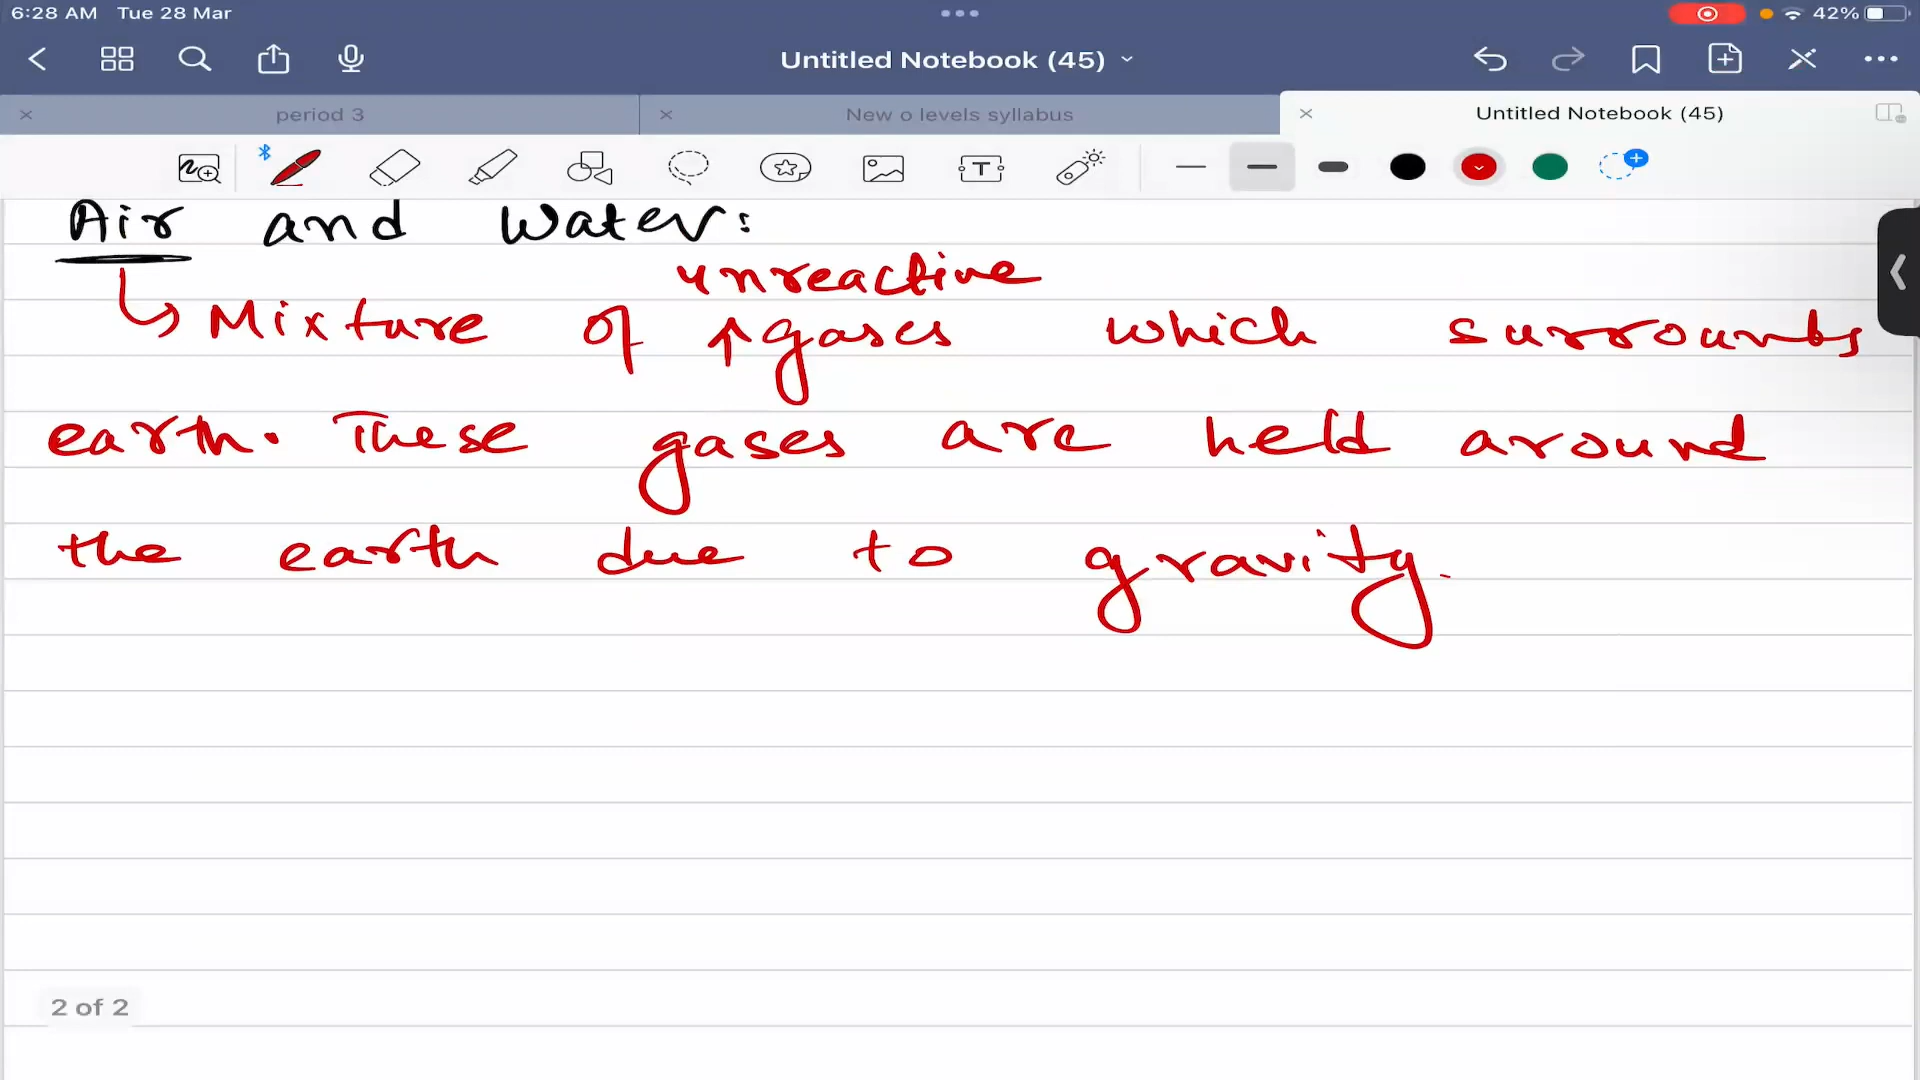 6:28 AM Tue 28 Mar
42%
Untitled Notebook (45)
period 3
New o levels syllabus
Untitled Notebook (45)
T
Air and Water:
unreactive
Mixture of gases which surrounds
earth. These gases are held around
the earth due to gravity.
2 of 2